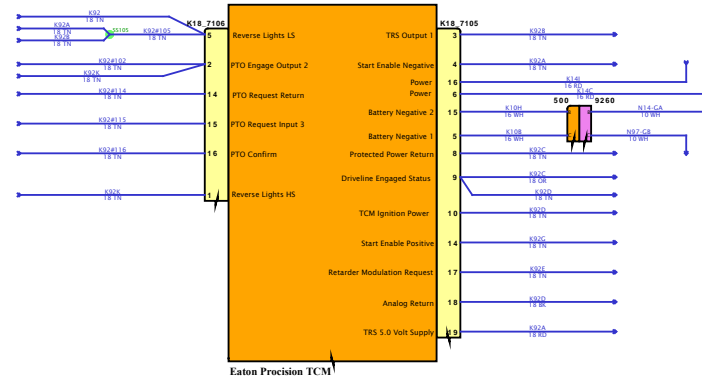 K18_7106
K18_7105
K92
18 TN
K92A
18 TN
K92B
18 TN
SS105
K92#105
18 TN
5 Reverse Lights LS
K92#102
18 TN
K92K
18 TN
2 PTO Engage Output 2
K92#114
18 TN
14 PTO Request Return
K92#115
18 TN
15 PTO Request Input 3
K92#116
18 TN
16 PTO Confirm
K92K
18 TN
1 Reverse Lights HS
TRS Output 1 3
K92B
18 TN
Start Enable Negative 4
K92A
18 TN
Power 16
K14J
16 RD
Power 6
K14C
16 RD
500 9260
Battery Negative 2 15
K10H
16 WH
N14-GA
10 WH
Battery Negative 1 5
K10B
16 WH
N97-GB
10 WH
Protected Power Return 8
K92C
18 TN
Driveline Engaged Status 9
K92C
18 OR
K92D
18 TN
TCM Ignition Power 10
K92D
18 TN
Start Enable Positive 14
K92G
18 TN
Retarder Modulation Request 17
K92E
18 TN
Analog Return 18
K92D
18 BK
TRS 5.0 Volt Supply 19
K92A
18 RD
Eaton Procision TCM